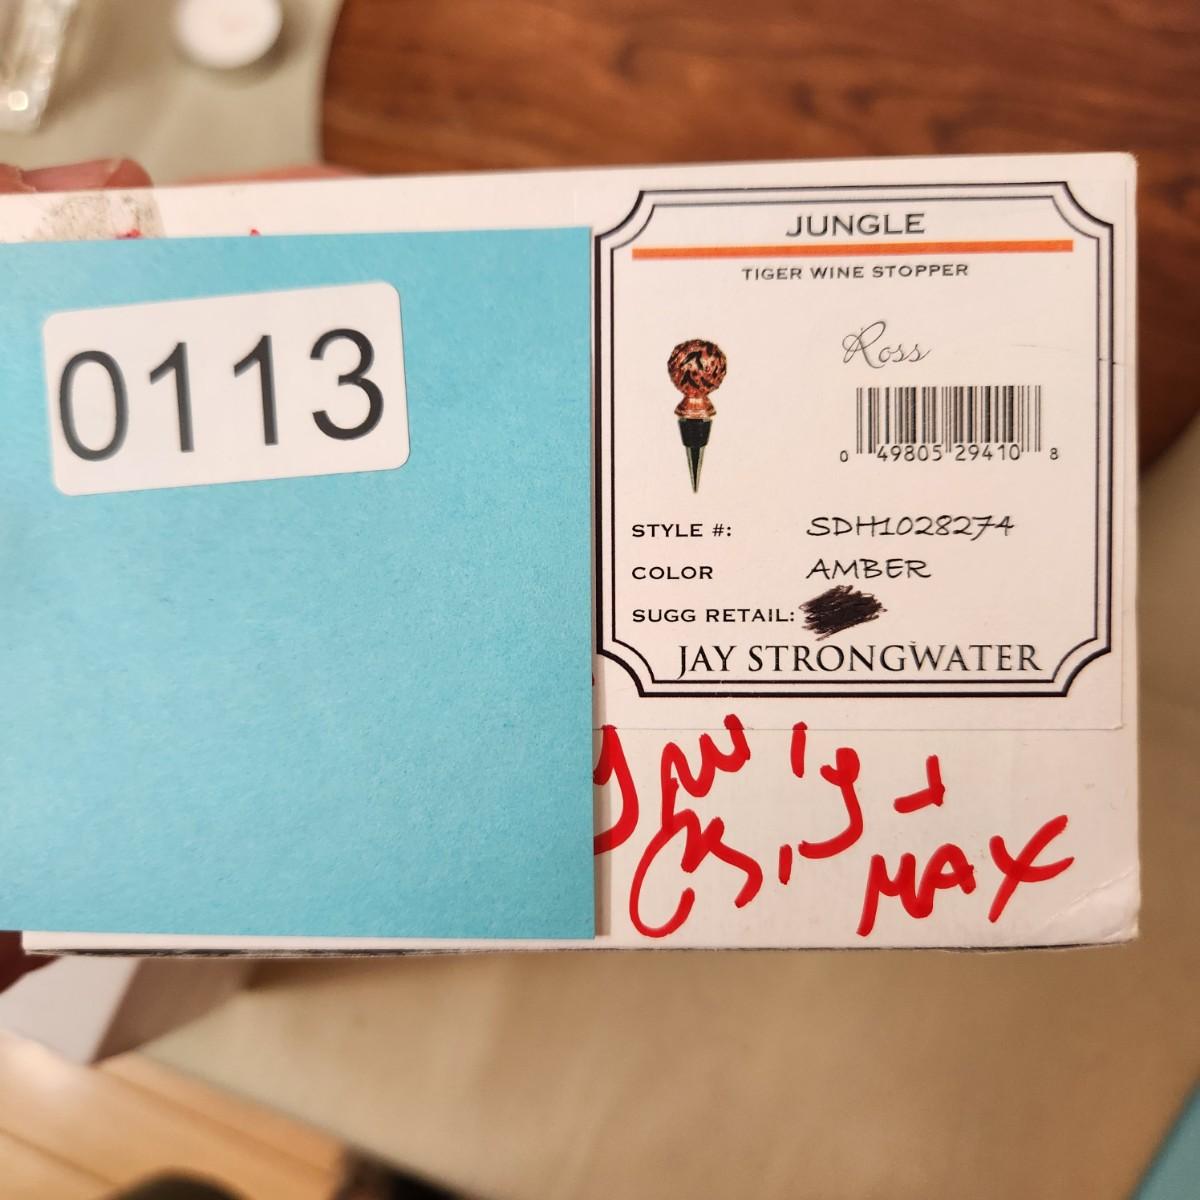 0113
JUNGLE
TIGER WINE STOPPER
Ross
0 49805 29410 8
STYLE #: SDH1028274
COLOR AMBER
SUGG RETAIL:
JAY STRONGWATER
MAX